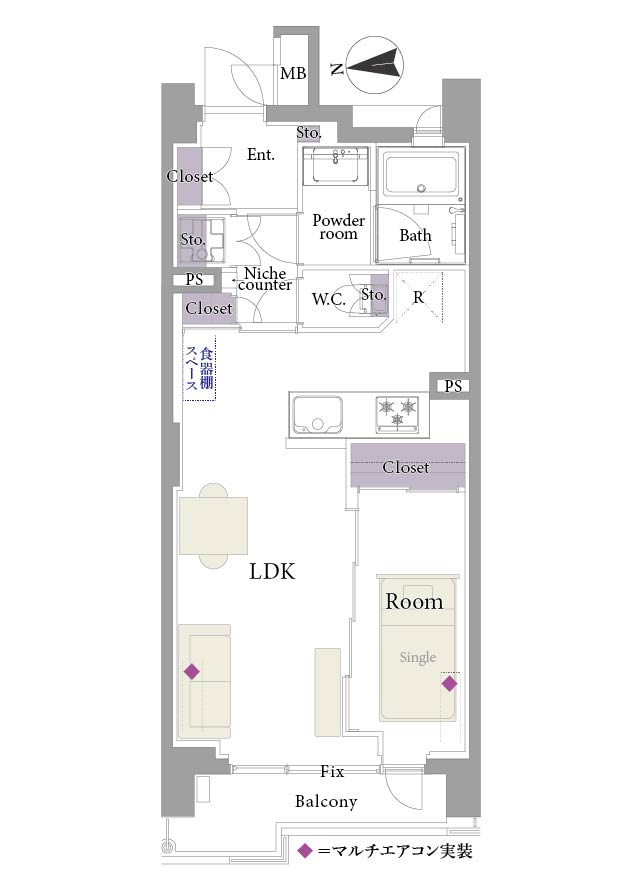 MB
N
Sto.
Ent.
Closet
Powder
room
Bath
Sto.
PS
Niche
counter
W.C.
Sto.
R
Closet
食器棚
スペース
PS
Closet
LDK
Room
Single
Fix
Balcony
◆=マルチエアコン実装